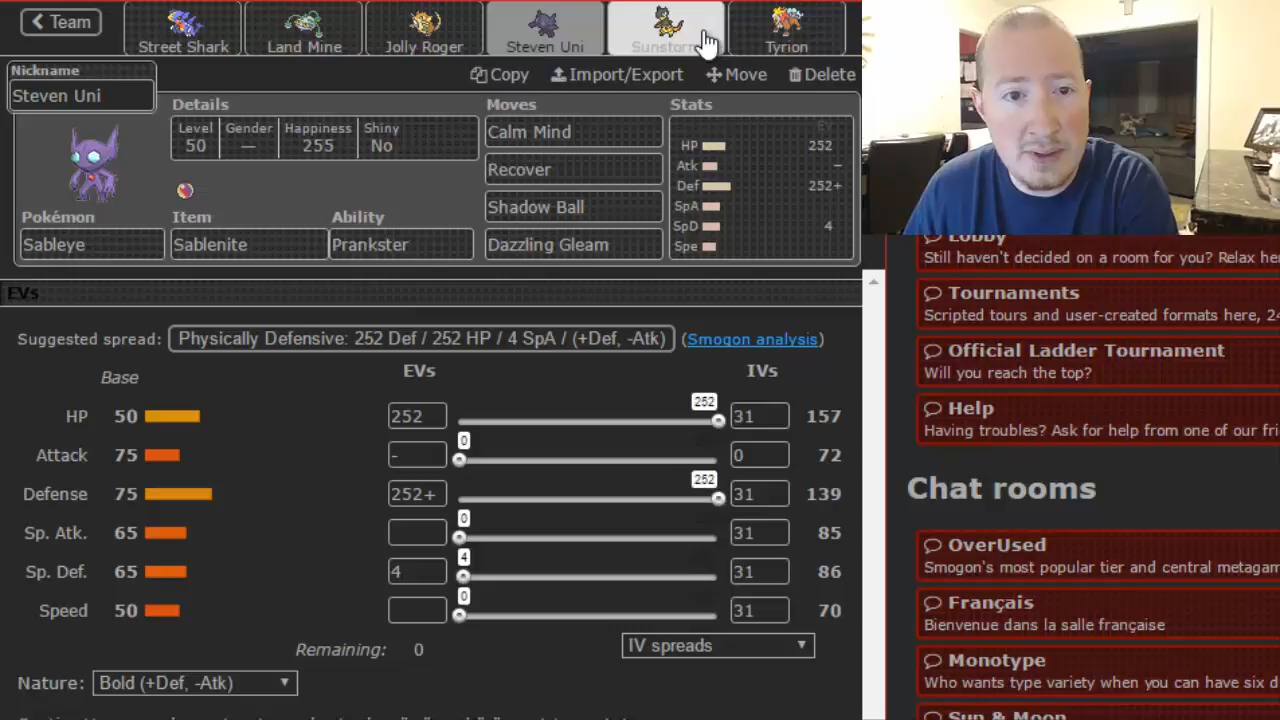 Team
Street Shark
Land Mine
Jolly Roger
Steven Uni
Tyrion
Nickname
Steven Uni
Copy
Import/Export
Move
Delete
Details
Moves
Stats
Level Gender Happiness Shiny
50 — 255 No
Calm Mind
Recover
Shadow Ball
Dazzling Gleam
EV
HP 252
Atk –
Def 252+
SpA
SpD 4
Spe
Pokémon Item Ability
Sableye Sablenite Prankster
EVs
Suggested spread: Physically Defensive: 252 Def / 252 HP / 4 SpA / (+Def, -Atk) (Smogon analysis)
Base EVs IVs
HP 50 252 252 31 157
Attack 75 - 0 0 72
Defense 75 252+ 252 31 139
Sp. Atk. 65 0 31 85
Sp. Def. 65 4 4 31 86
Speed 50 0 31 70
Remaining: 0
IV spreads
Nature: Bold (+Def, -Atk)
Lobby
Still haven't decided on a room for you? Relax he
Tournaments
Scripted tours and user-created formats here, 24
Official Ladder Tournament
Will you reach the top?
Help
Having troubles? Ask for help from one of our fri
Chat rooms
OverUsed
Smogon's most popular tier and central metagam
Français
Bienvenue dans la salle française
Monotype
Who wants type variety when you can have six d
Sun & Moon